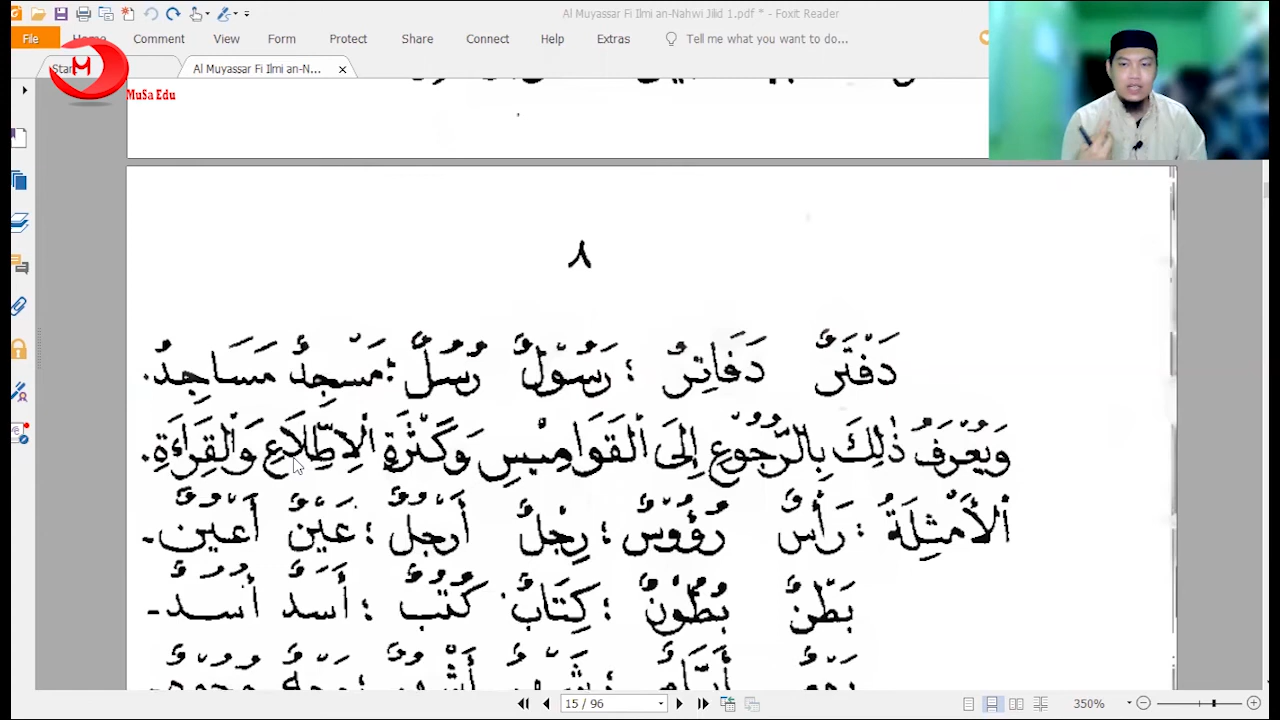 Al Muyassar Fi Ilmi an-Nahwi Jilid 1.pdf * - Foxit Reader
File Home Comment View Form Protect Share Connect Help Extras Tell me what you want to do...
Start Al Muyassar Fi Ilmi an-N...
M
MuSa Edu
٨
دَفْتَرٌ دَفَاتِرُ ؛ رَسُوْلٌ رُسُلٌ ؛ مَسْجِدٌ مَسَاجِدُ.
وَيُعْرَفُ ذٰلِكَ بِالرُّجُوْعِ إِلَى الْقَوَامِيْسِ وَكَثْرَةِ الْاِطِّلَاعِ وَالْقِرَاءَةِ.
الْأَمْثِلَةُ : رَأْسٌ رُؤُوْسٌ ؛ رِجْلٌ أَرْجُلٌ ؛ عَيْنٌ أَعْيُنٌ -
بَطْنٌ بُطُوْنٌ ؛ كِتَابٌ كُتُبٌ ؛ أَسَدٌ أُسُدٌ -
15 / 96 350%